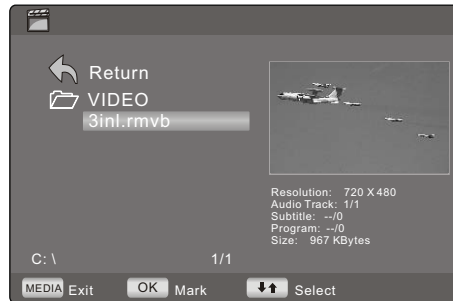 Return
VIDEO
3inl.rmvb
Resolution: 720 X 480
Audio Track: 1/1
Subtitle: --/0
Program: --/0
Size: 967 KBytes
C: \ 1/1
MEDIA Exit OK Mark Select